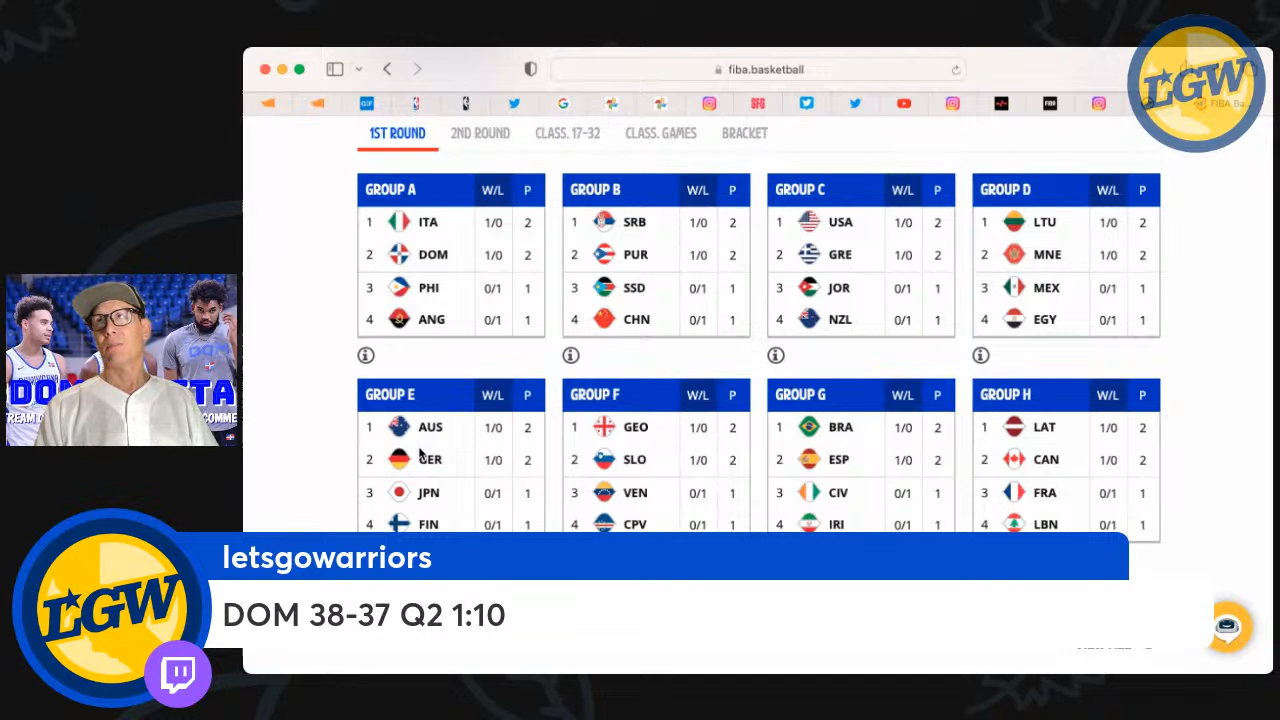 LGW
fiba.basketball
FIBA Ba...
1ST ROUND 2ND ROUND CLASS. 17-32 CLASS. GAMES BRACKET
GROUP A W/L P
1 ITA 1/0 2
2 DOM 1/0 2
3 PHI 0/1 1
4 ANG 0/1 1
GROUP B W/L P
1 SRB 1/0 2
2 PUR 1/0 2
3 SSD 0/1 1
4 CHN 0/1 1
GROUP C W/L P
1 USA 1/0 2
2 GRE 1/0 2
3 JOR 0/1 1
4 NZL 0/1 1
GROUP D W/L P
1 LTU 1/0 2
2 MNE 1/0 2
3 MEX 0/1 1
4 EGY 0/1 1
GROUP E W/L P
1 AUS 1/0 2
2 GER 1/0 2
3 JPN 0/1 1
4 FIN 0/1 1
GROUP F W/L P
1 GEO 1/0 2
2 SLO 1/0 2
3 VEN 0/1 1
4 CPV 0/1 1
GROUP G W/L P
1 BRA 1/0 2
2 ESP 1/0 2
3 CIV 0/1 1
4 IRI 0/1 1
GROUP H W/L P
1 LAT 1/0 2
2 CAN 1/0 2
3 FRA 0/1 1
4 LBN 0/1 1
LGW
letsgowarriors
DOM 38-37 Q2 1:10